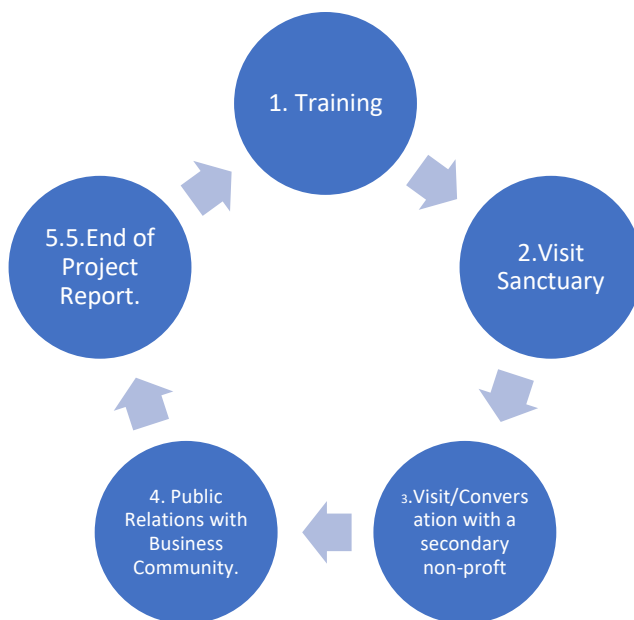 1. Training
2.Visit
Sanctuary
3.Visit/Convers
ation with a
secondary
non-proft
4. Public
Relations with
Business
Community.
5.5.End of
Project
Report.